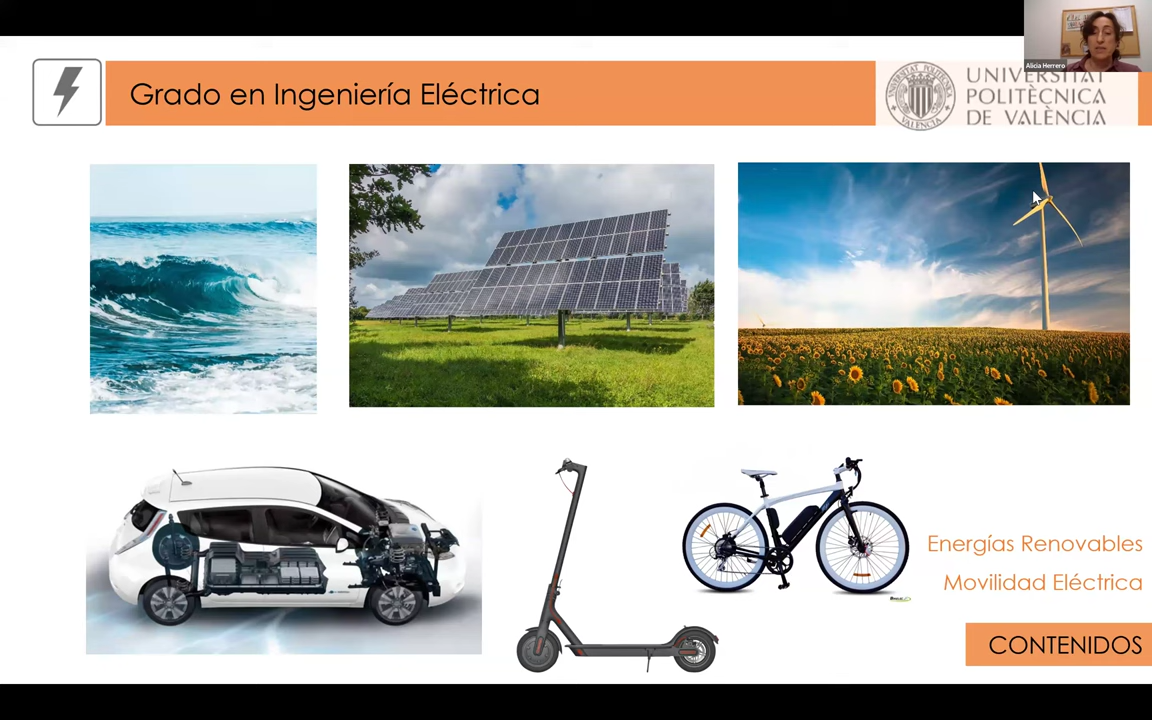 Alicia Herrero
Grado en Ingeniería Eléctrica
UNIVERSITAT
POLITÈCNICA
DE VALÈNCIA
Energías Renovables
Movilidad Eléctrica
CONTENIDOS